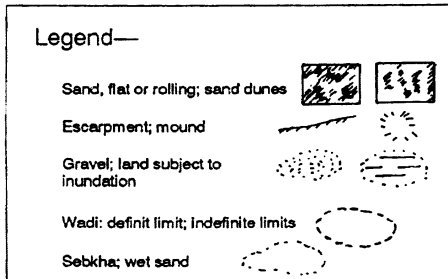 Legend—
Sand, flat or rolling; sand dunes
Escarpment; mound
Gravel; land subject to
inundation
Wadi: definit limit; indefinite limits
Sebkha; wet sand